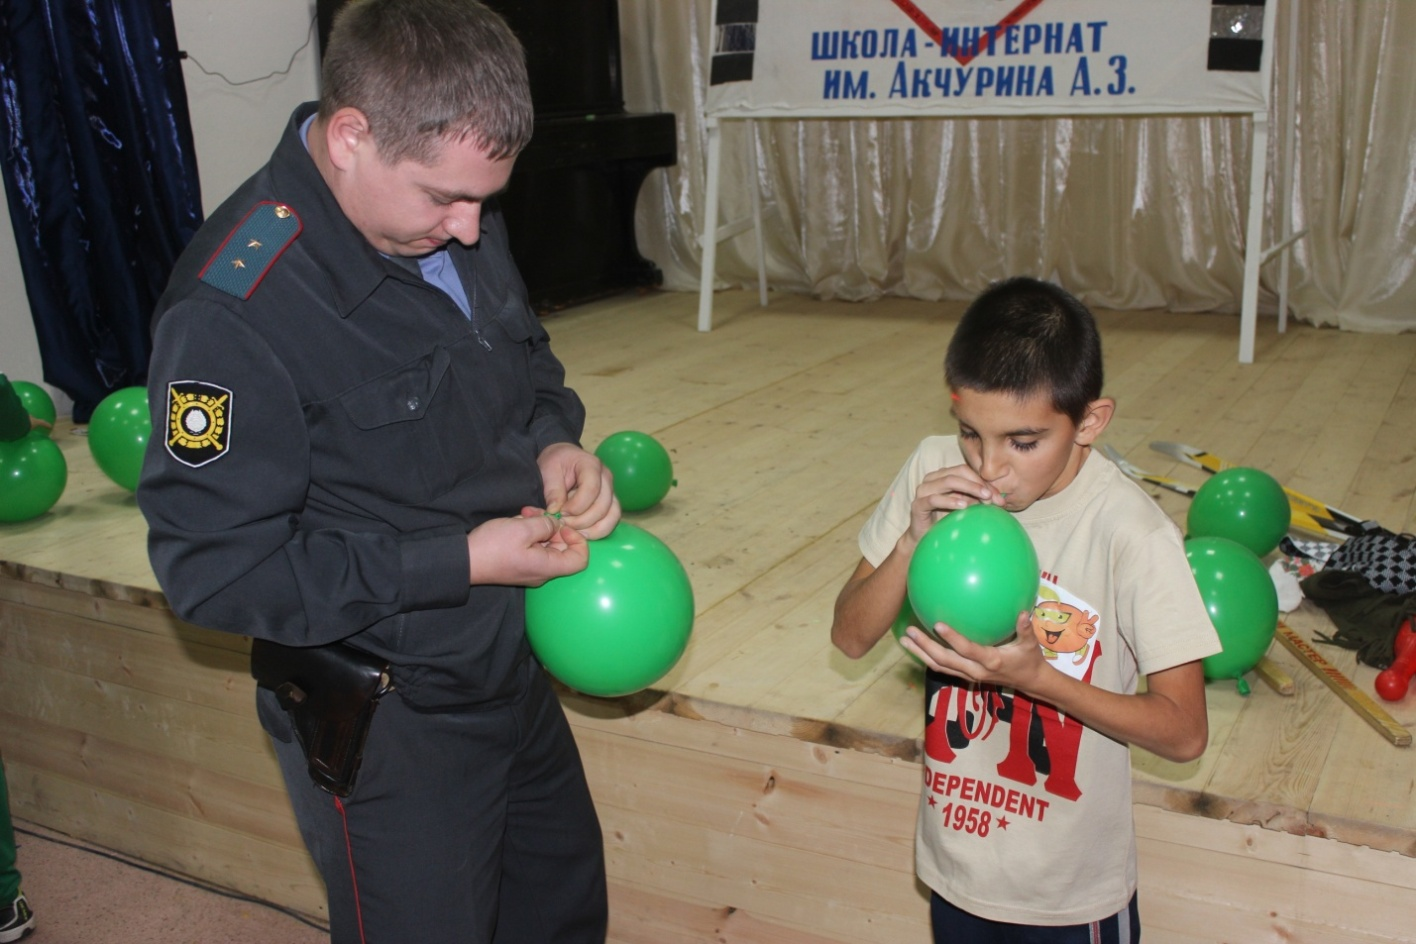 ШКОЛА - ИНТЕРНАТ
ИМ. АКЧУРИНА А.З.
DEPENDENT
1958